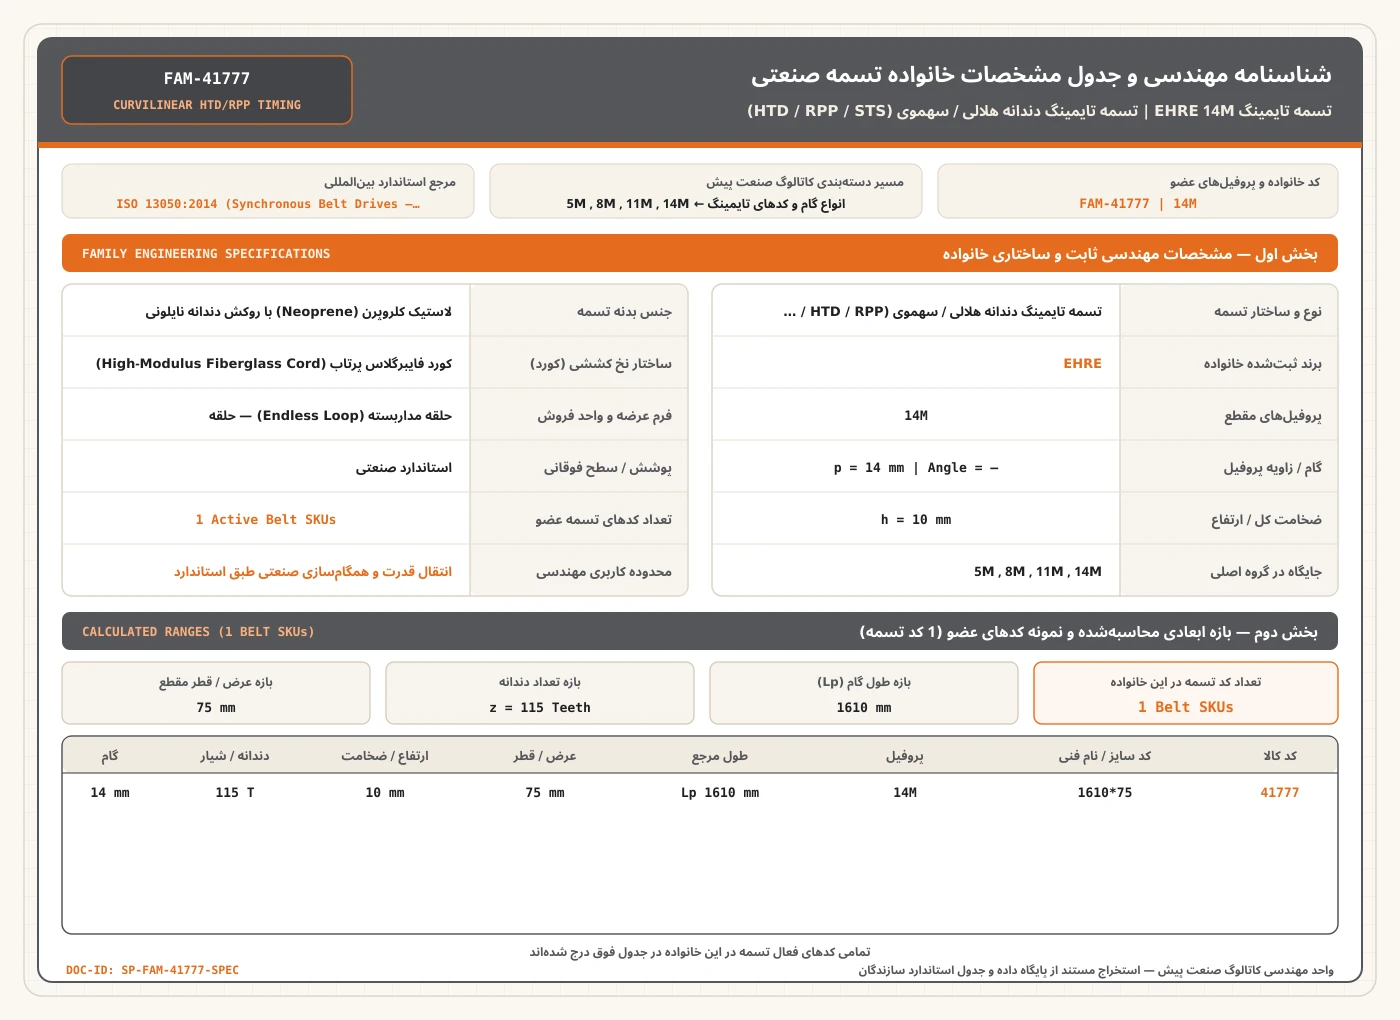 شناسنامه مهندسی و جدول مشخصات خانواده تسمه صنعتی
تسمه تایمینگ EHRE 14M | تسمه تایمینگ دندانه هلالی / سهموی (HTD / RPP / STS)
FAM-41777
CURVILINEAR HTD/RPP TIMING
کد خانواده و پروفیل‌های عضو
FAM-41777 | 14M
مسیر دسته‌بندی کاتالوگ صنعت پیش
انواع گام و کدهای تایمینگ ← 5M , 8M , 11M , 14M
مرجع استاندارد بین‌المللی
ISO 13050:2014 (Synchronous Belt Drives —…
بخش اول — مشخصات مهندسی ثابت و ساختاری خانواده
FAMILY ENGINEERING SPECIFICATIONS
نوع و ساختار تسمه
تسمه تایمینگ دندانه هلالی / سهموی (HTD / RPP / ...
برند ثبت‌شده خانواده
EHRE
پروفیل‌های مقطع
14M
گام / زاویه پروفیل
p = 14 mm | Angle = —
ضخامت کل / ارتفاع
h = 10 mm
جایگاه در گروه اصلی
5M , 8M , 11M , 14M
جنس بدنه تسمه
لاستیک کلروپرن (Neoprene) با روکش دندانه نایلونی
ساختار نخ کششی (کورد)
کورد فایبرگلاس پرتاب (High-Modulus Fiberglass Cord)
فرم عرضه و واحد فروش
حلقه مداربسته (Endless Loop) — حلقه
پوشش / سطح فوقانی
استاندارد صنعتی
تعداد کدهای تسمه عضو
1 Active Belt SKUs
محدوده کاربری مهندسی
انتقال قدرت و همگام‌سازی صنعتی طبق استاندارد
بخش دوم — بازه ابعادی محاسبه‌شده و نمونه کدهای عضو (1 کد تسمه)
CALCULATED RANGES (1 BELT SKUs)
تعداد کد تسمه در این خانواده
1 Belt SKUs
بازه طول گام (Lp)
1610 mm
بازه تعداد دندانه
z = 115 Teeth
بازه عرض / قطر مقطع
75 mm
کد کالا	کد سایز / نام فنی	پروفیل	طول مرجع	عرض / قطر	ارتفاع / ضخامت	دندانه / شیار	گام
41777	1610*75	14M	Lp 1610 mm	75 mm	10 mm	115 T	14 mm
تمامی کدهای فعال تسمه در این خانواده در جدول فوق درج شده‌اند
واحد مهندسی کاتالوگ صنعت پیش — استخراج مستند از پایگاه داده و جدول استاندارد سازندگان
DOC-ID: SP-FAM-41777-SPEC